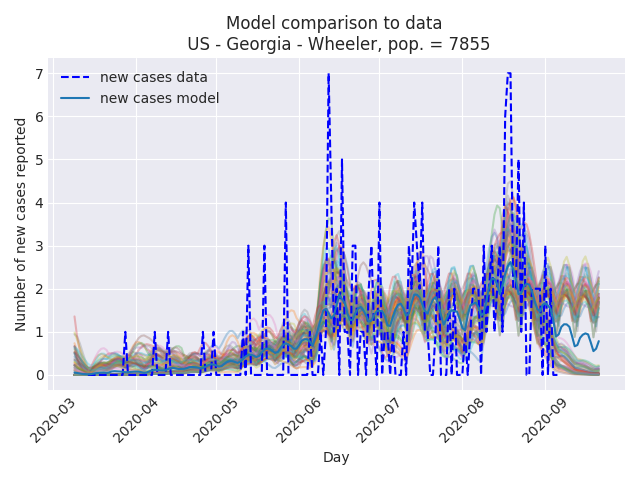 Model comparison to data
US - Georgia - Wheeler, pop. = 7855
new cases data
new cases model
Number of new cases reported
7
6
5
4
3
2
1
0
2020-03
2020-04
2020-05
2020-06
2020-07
2020-08
2020-09
Day